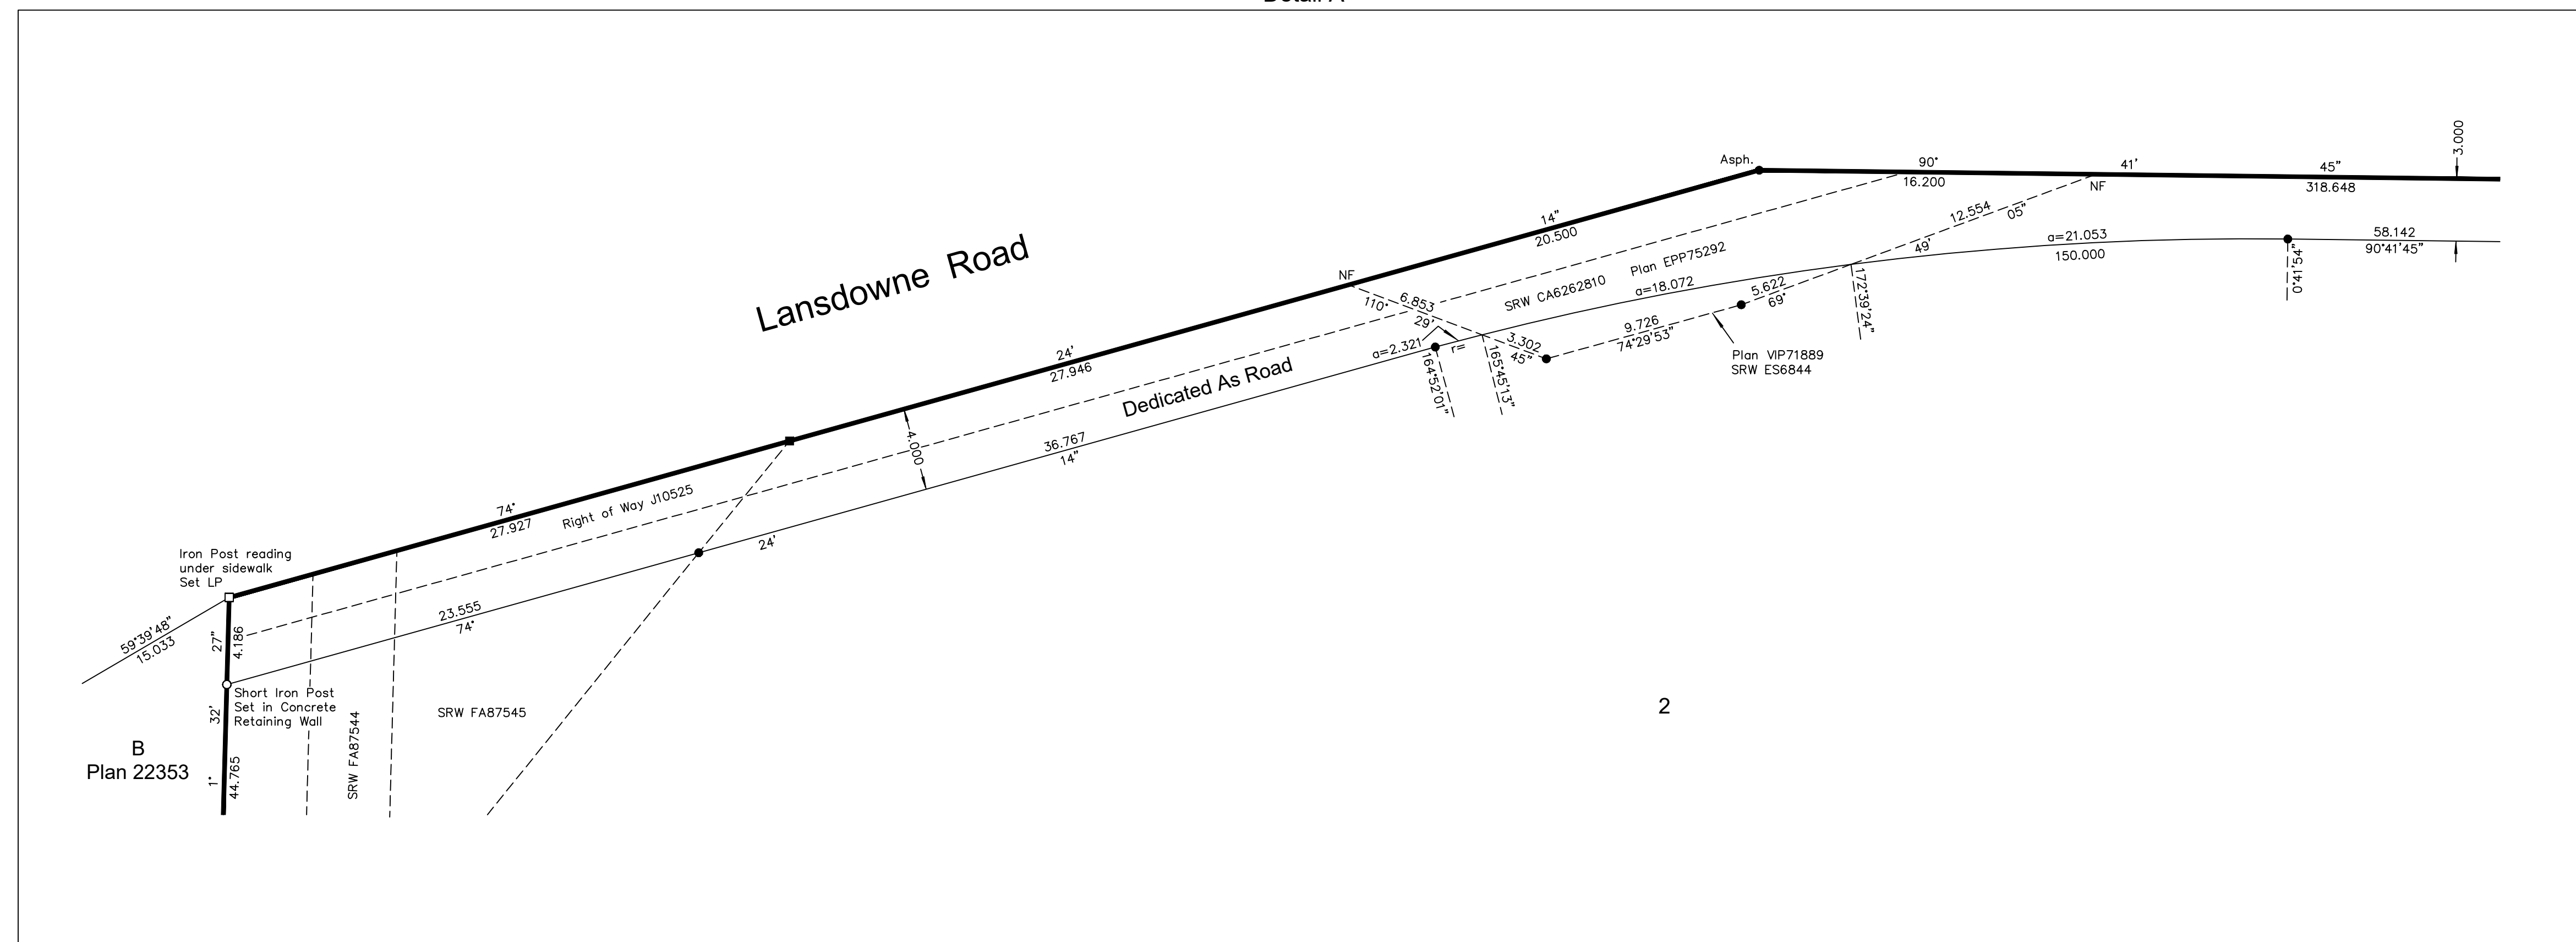 Asph.
90°
41'
45"
16.200
NF
318.648
3.000
12.554
05"
49'
a=21.053
150.000
58.142
90°41'45"
0°41'54"
14"
20.500
Lansdowne Road
NF
110°
6.853
29'
SRW CA6262810
Plan EPP75292
a=18.072
5.622
69°
172°39'24"
9.726
74°29'53"
3.302
45"
a=2.321
r=
164°52'01"
165°45'13"
Plan VIP71889
SRW ES6844
24'
27.946
Dedicated As Road
4.000
36.767
14"
74°
27.927
Right of Way J10525
24'
Iron Post reading
under sidewalk
Set LP
23.555
74°
59°39'48"
15.033
27"
4.186
Short Iron Post
Set in Concrete
Retaining Wall
32'
SRW FA87544
SRW FA87545
2
B
Plan 22353
1°
44.765